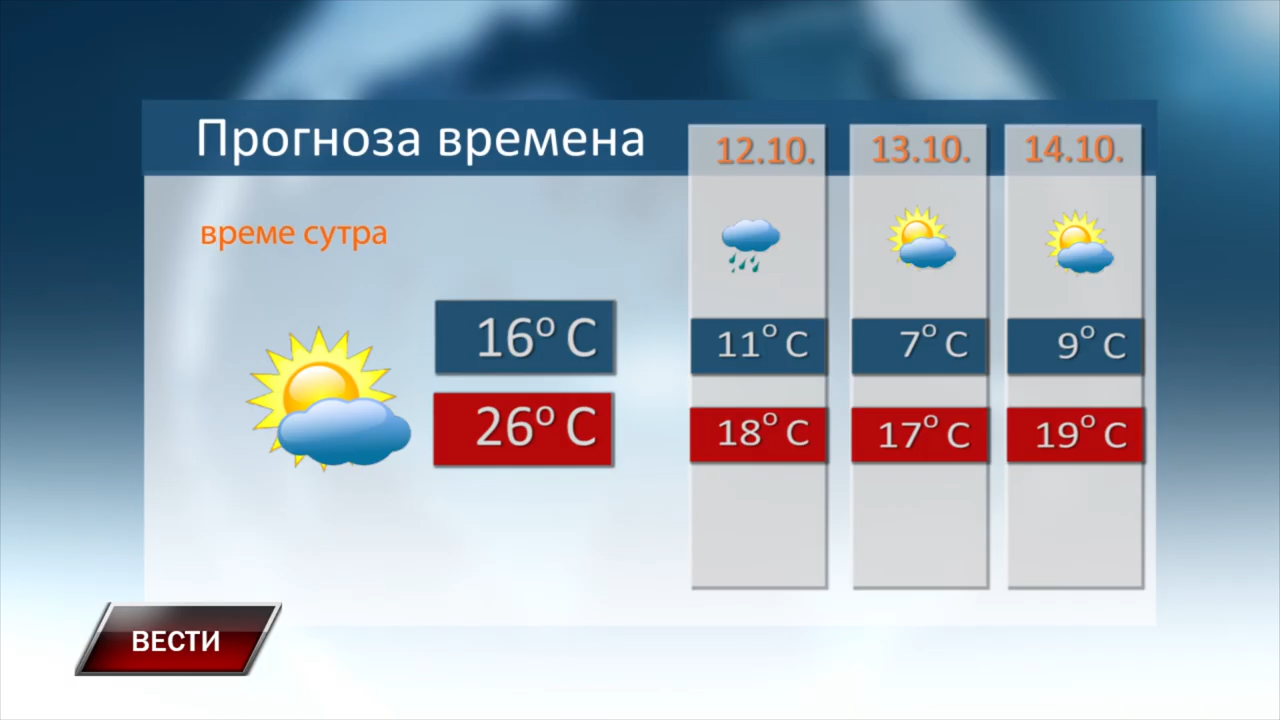 Прогноза времена
време сутра
16° C
26° C
12.10.
11° C
18° C
13.10.
7° C
17° C
14.10.
9° C
19° C
ВЕСТИ